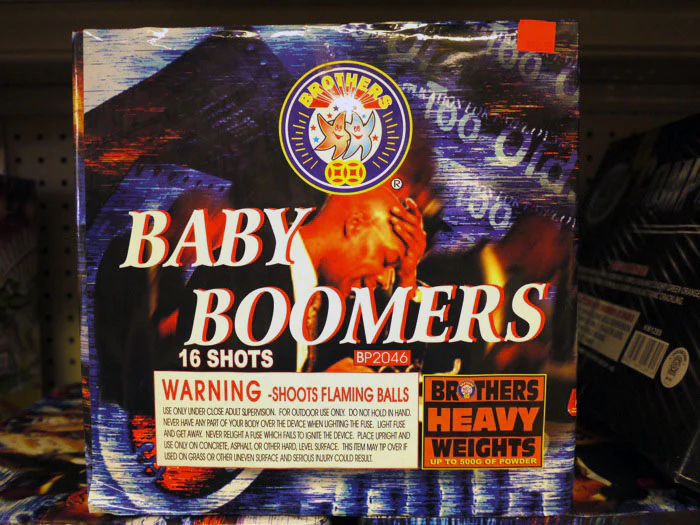 BROTHERS
®
Too Old
Too
BABY
BOOMERS
16 SHOTS
BP2046
WARNING -SHOOTS FLAMING BALLS
USE ONLY UNDER CLOSE ADULT SUPERVISION. FOR OUTDOOR USE ONLY. DO NOT HOLD IN HAND.
NEVER HAVE ANY PART OF YOUR BODY OVER THE DEVICE WHEN LIGHTING THE FUSE. LIGHT FUSE
AND GET AWAY. NEVER RELIGHT A FUSE WHICH FAILS TO IGNITE THE DEVICE. PLACE UPRIGHT AND
USE ONLY ON CONCRETE, ASPHALT, OR OTHER HARD, LEVEL SURFACE. THIS ITEM MAY TIP OVER IF
USED ON GRASS OR OTHER UNEVEN SURFACE AND SERIOUS INJURY COULD RESULT.
BROTHERS
HEAVY
WEIGHTS
UP TO 500G OF POWDER